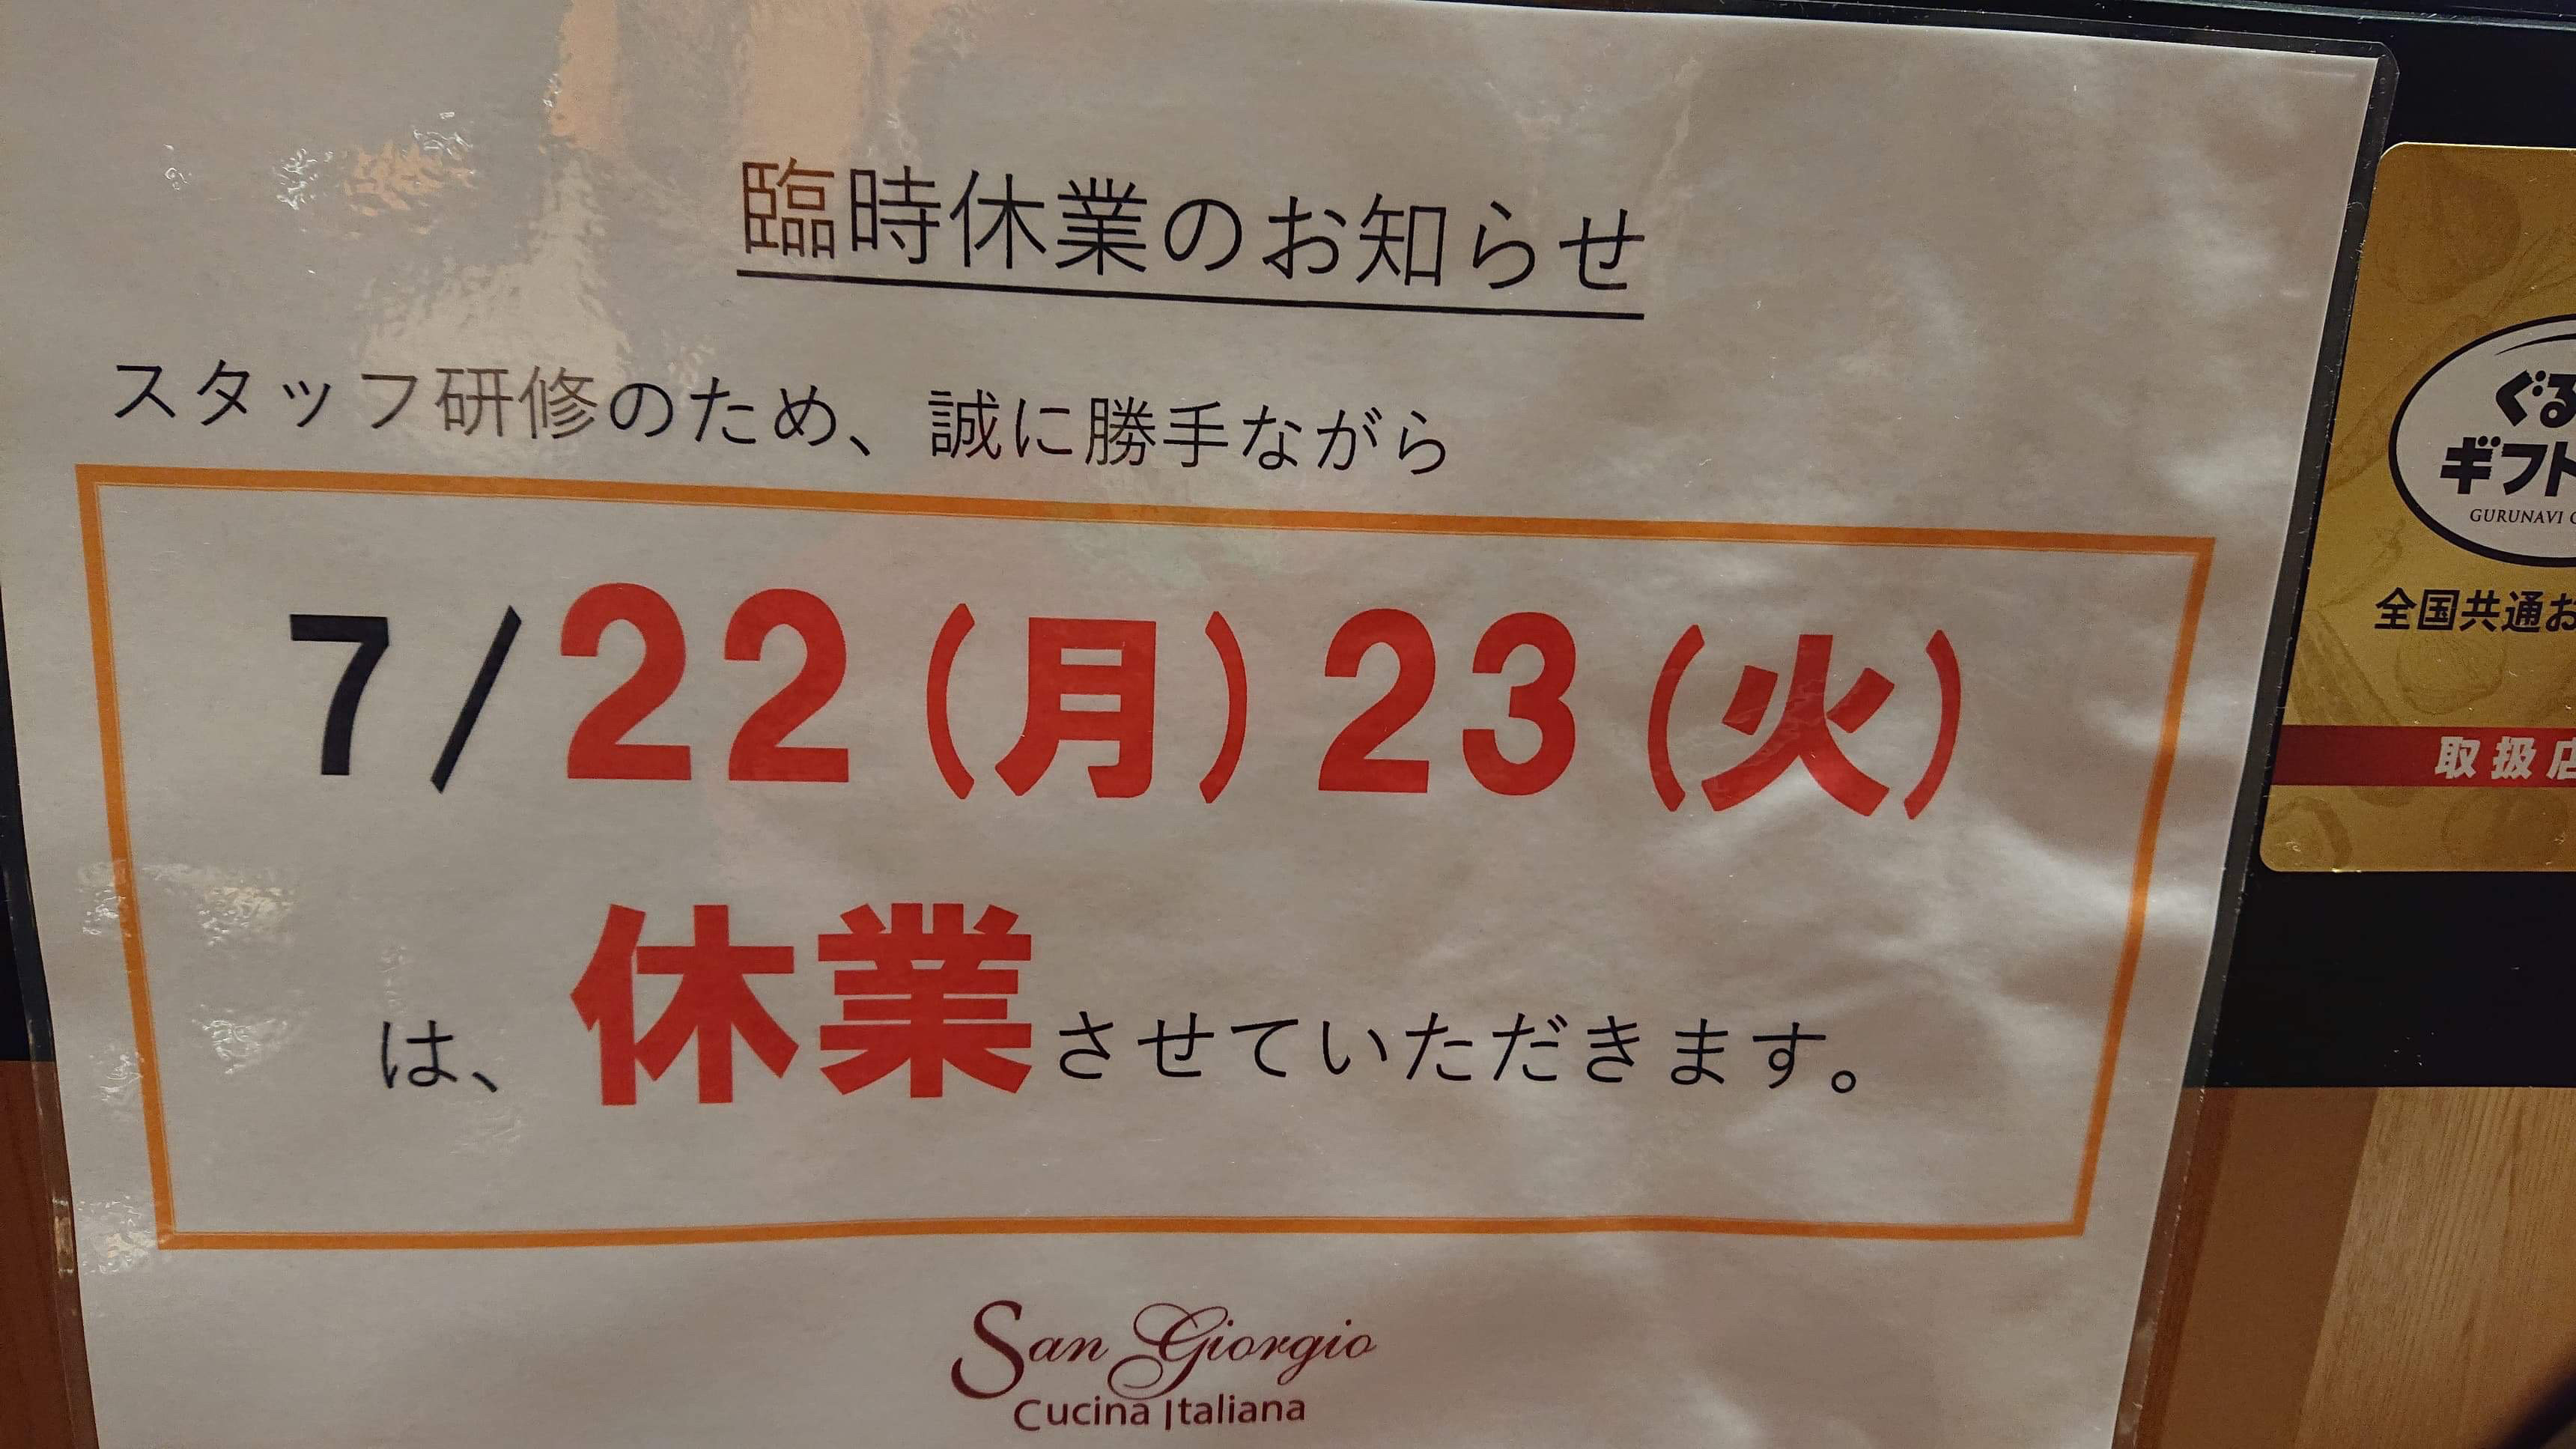 臨時休業のお知らせ
スタッフ研修のため、誠に勝手ながら
7/22(月)23(火)
は、休業させていただきます。
San Giorgio
Cucina Italiana
ぐる
ギフト
GURUNAVI
全国共通お
取扱店